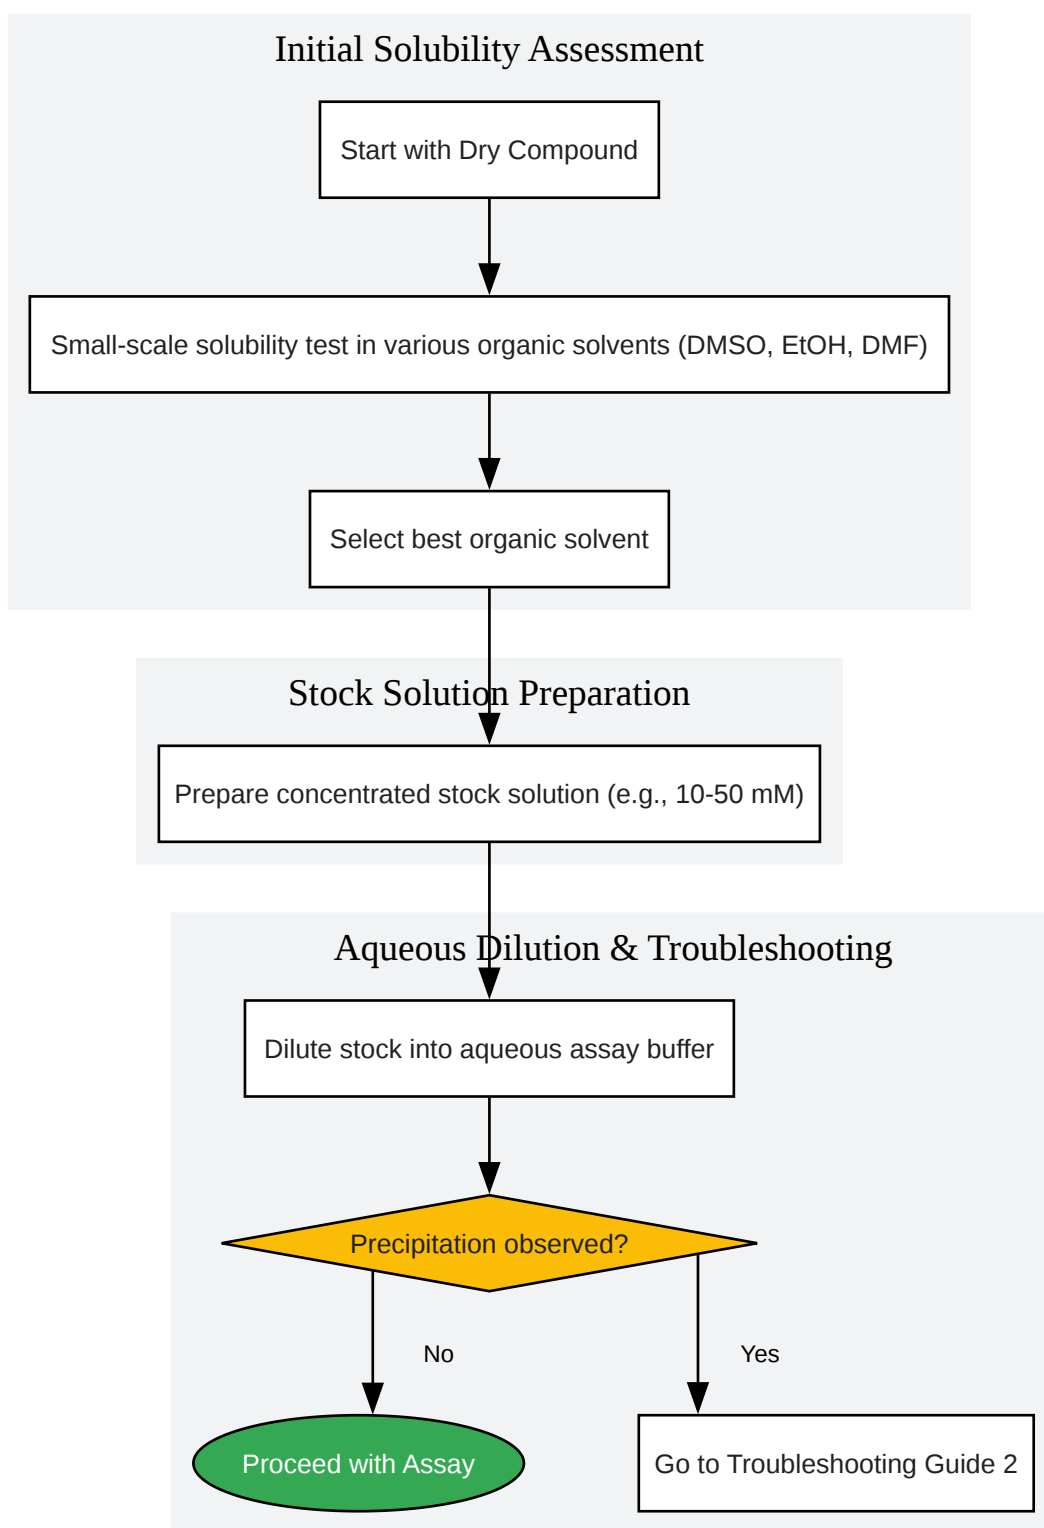 Initial Solubility Assessment
Start with Dry Compound
Small-scale solubility test in various organic solvents (DMSO, EtOH, DMF)
Select best organic solvent
Stock Solution Preparation
Prepare concentrated stock solution (e.g., 10-50 mM)
Aqueous Dilution & Troubleshooting
Dilute stock into aqueous assay buffer
Precipitation observed?
No
Yes
Proceed with Assay
Go to Troubleshooting Guide 2